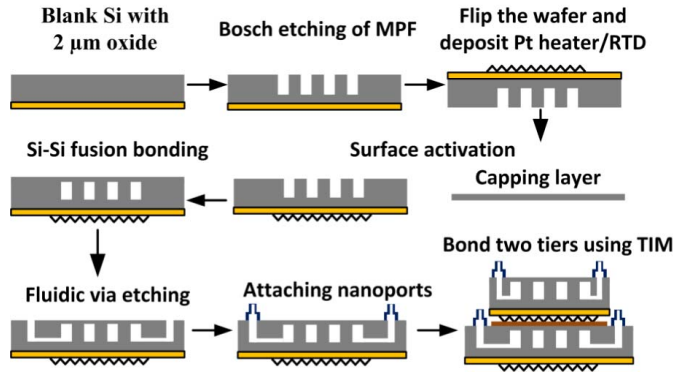 Blank Si with
2 µm oxide
Bosch etching of MPF
Flip the wafer and
deposit Pt heater/RTD
Si-Si fusion bonding
Surface activation
Capping layer
Bond two tiers using TIM
Fluidic via etching
Attaching nanoports